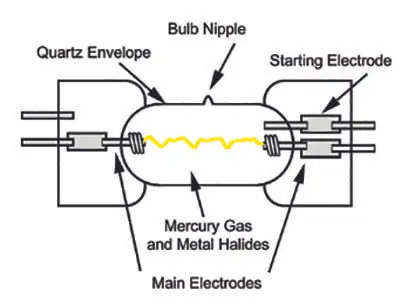 Bulb Nipple
Quartz Envelope
Starting Electrode
Mercury Gas
and Metal Halides
Main Electrodes